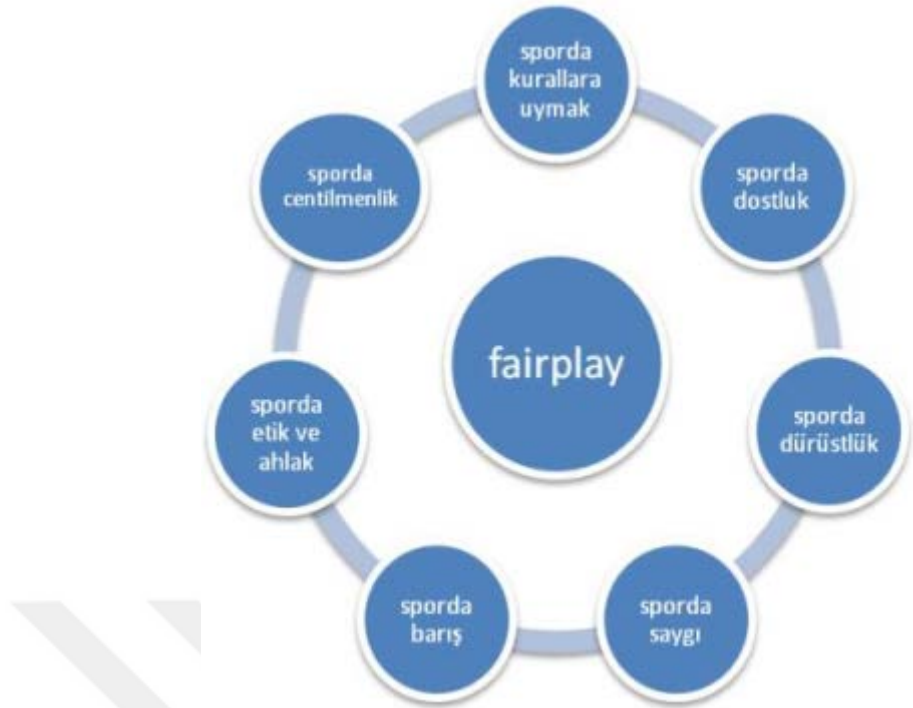 sporda
kurallara
uymak
sporda
dostluk
sporda
dürüstlük
sporda
saygı
sporda
barış
sporda
etik ve
ahlak
sporda
centilmenlik
fairplay